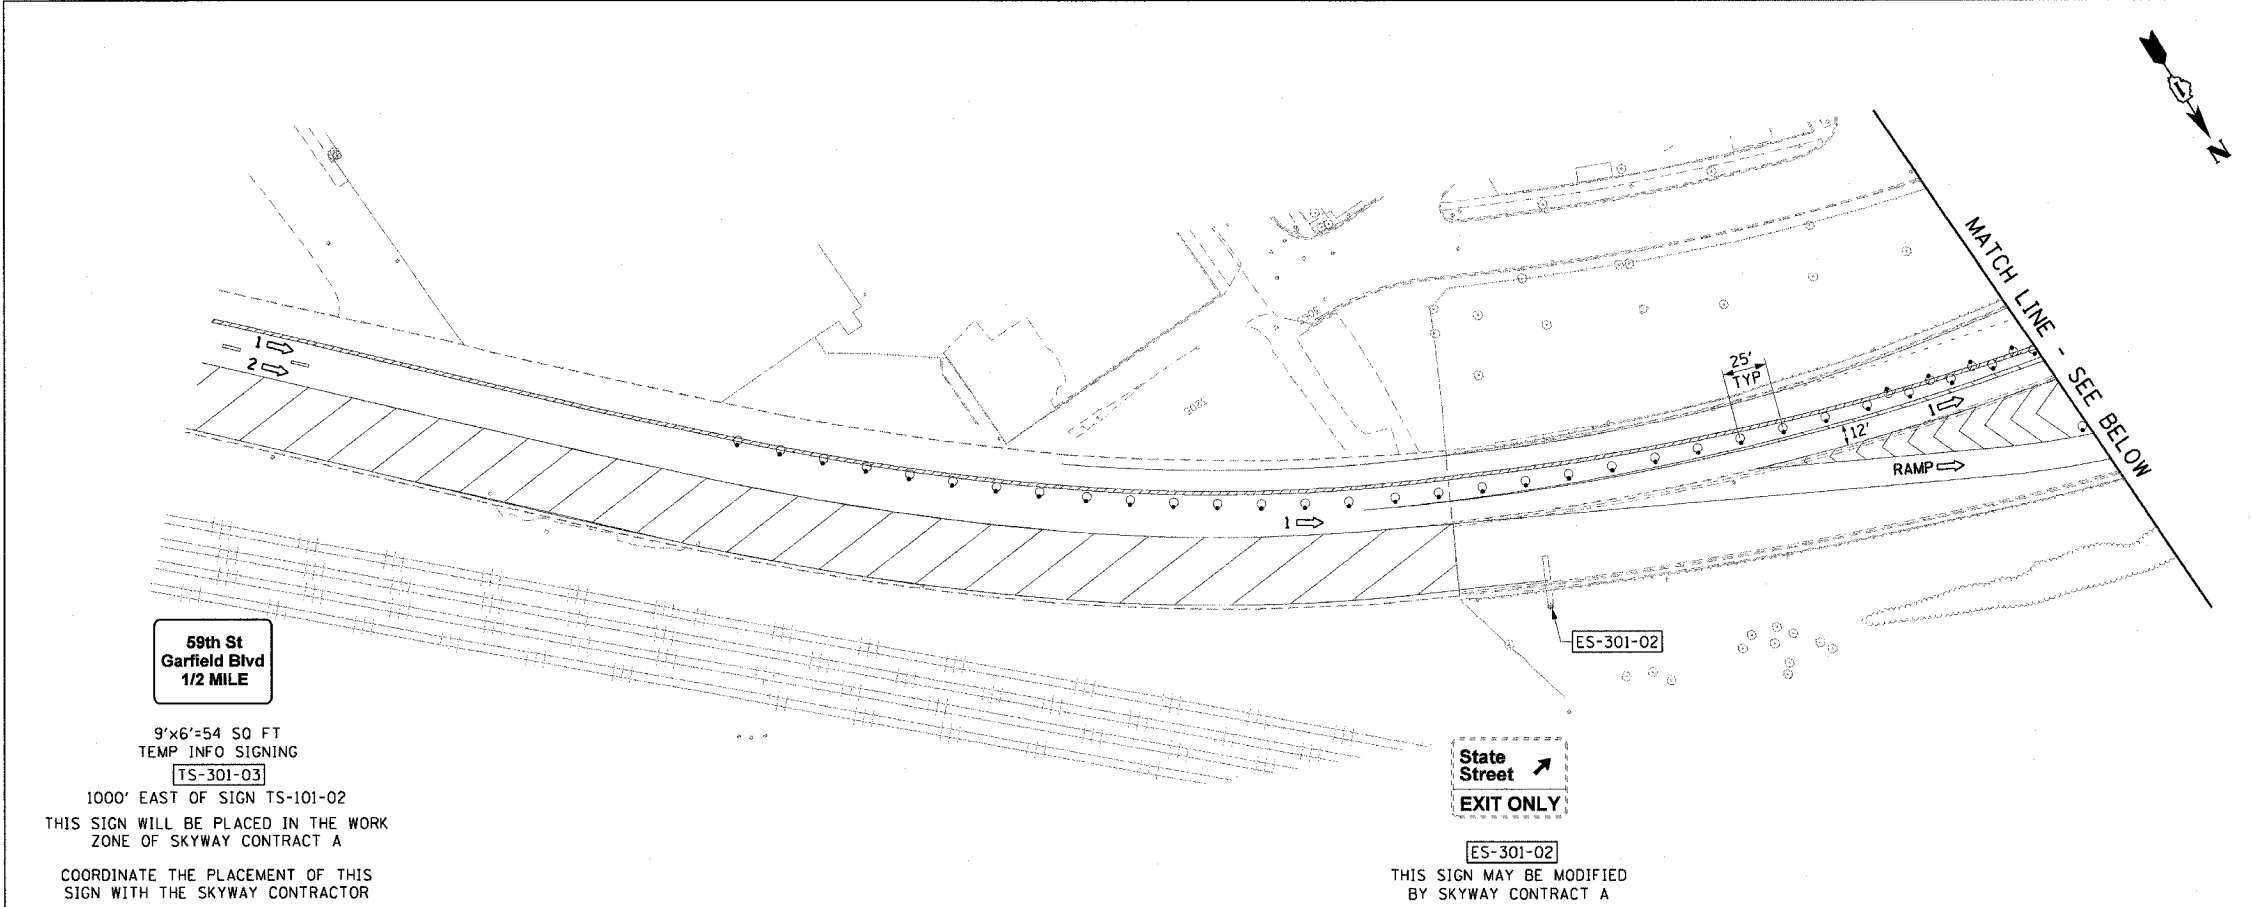 N
MATCH LINE - SEE BELOW
25'
TYP
1
2
1
12'
1
RAMP
1205
ES-301-02
59th St
Garfield Blvd
1/2 MILE
9'x6'=54 SQ FT
TEMP INFO SIGNING
TS-301-03
1000' EAST OF SIGN TS-101-02
THIS SIGN WILL BE PLACED IN THE WORK
ZONE OF SKYWAY CONTRACT A
COORDINATE THE PLACEMENT OF THIS
SIGN WITH THE SKYWAY CONTRACTOR
State
Street
EXIT ONLY
ES-301-02
THIS SIGN MAY BE MODIFIED
BY SKYWAY CONTRACT A